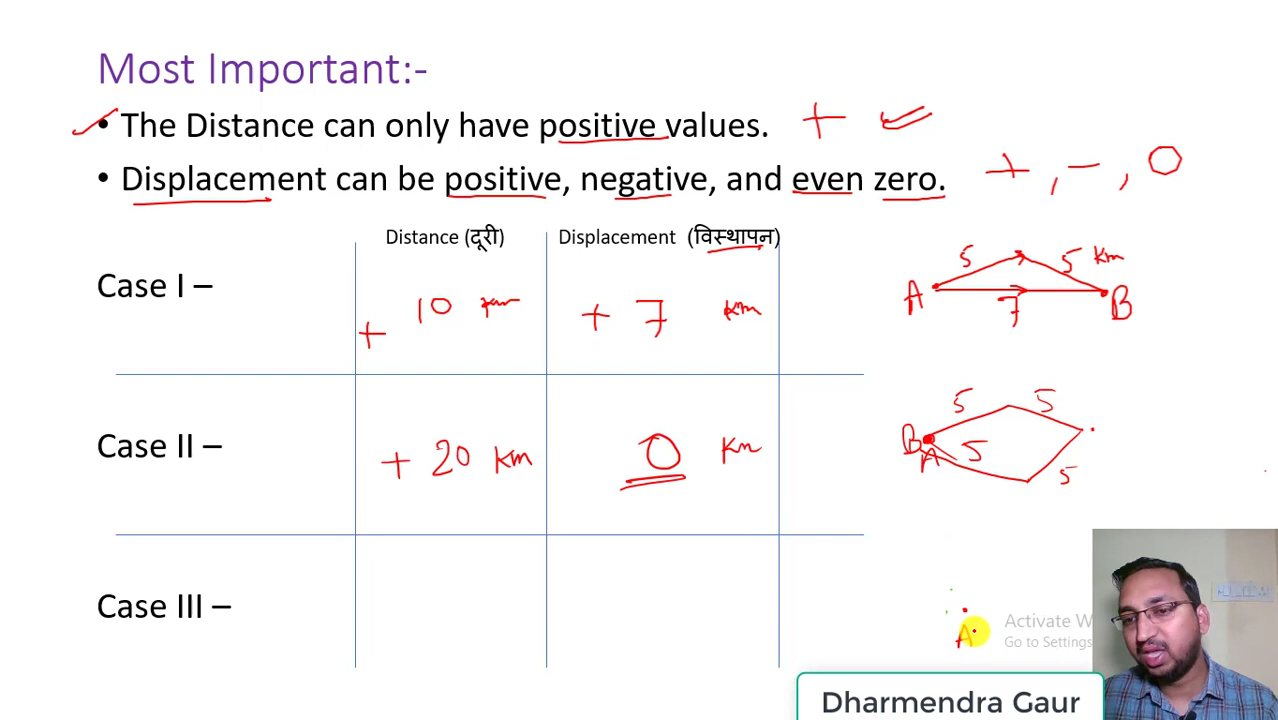 Most Important:-
• The Distance can only have positive values. +
• Displacement can be positive, negative, and even zero. +, -, 0
Distance (दूरी) Displacement (विस्थापन)
Case I – + 10 km + 7 km
5 5 km
A 7 B
Case II – + 20 km 0 km
5 5
B
A 5 5
Case III –
A
Activate W
Go to Settings
Dharmendra Gaur